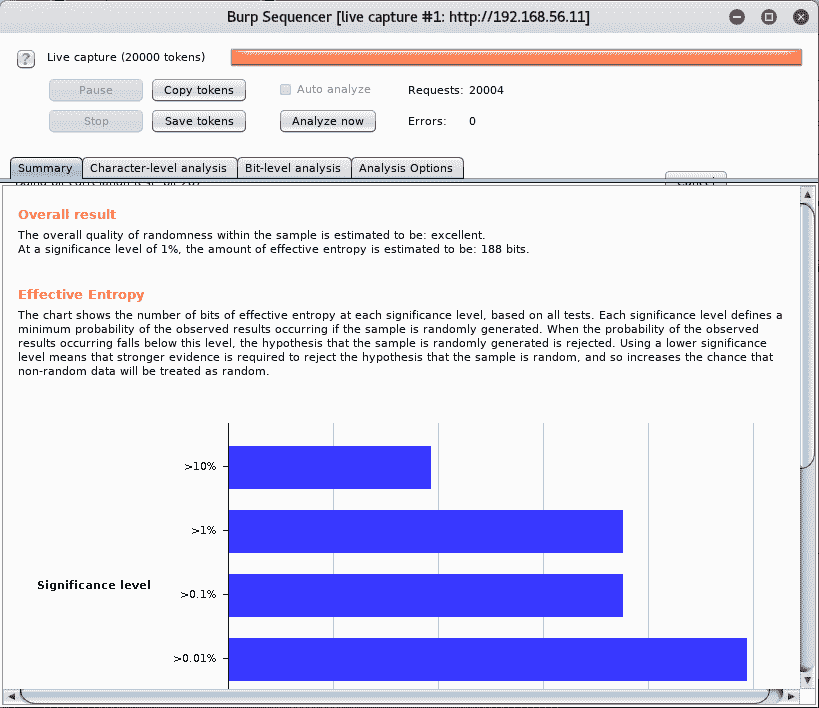 Burp Sequencer [live capture #1: http://192.168.56.11]
? Live capture (20000 tokens)
Pause Copy tokens Auto analyze Requests: 20004
Stop Save tokens Analyze now Errors: 0
Summary Character-level analysis Bit-level analysis Analysis Options
Overall result
The overall quality of randomness within the sample is estimated to be: excellent.
At a significance level of 1%, the amount of effective entropy is estimated to be: 188 bits.
Effective Entropy
The chart shows the number of bits of effective entropy at each significance level, based on all tests. Each significance level defines a
minimum probability of the observed results occurring if the sample is randomly generated. When the probability of the observed
results occurring falls below this level, the hypothesis that the sample is randomly generated is rejected. Using a lower significance
level means that stronger evidence is required to reject the hypothesis that the sample is random, and so increases the chance that
non-random data will be treated as random.
>10%
>1%
Significance level
>0.1%
>0.01%